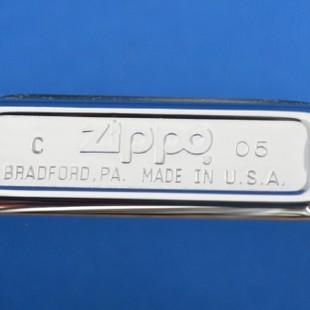 C Zippo 05
BRADFORD, PA. MADE IN U.S.A.